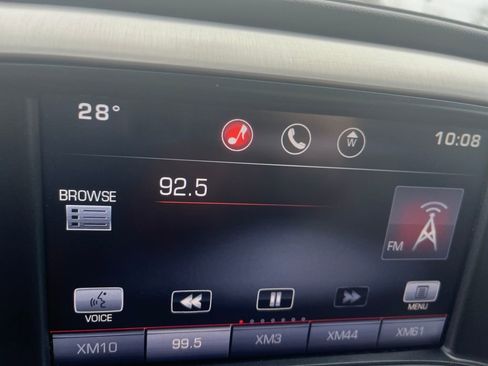 28° W 10:08
BROWSE 92.5
FM
VOICE MENU
XM10 99.5 XM3 XM44 XM61